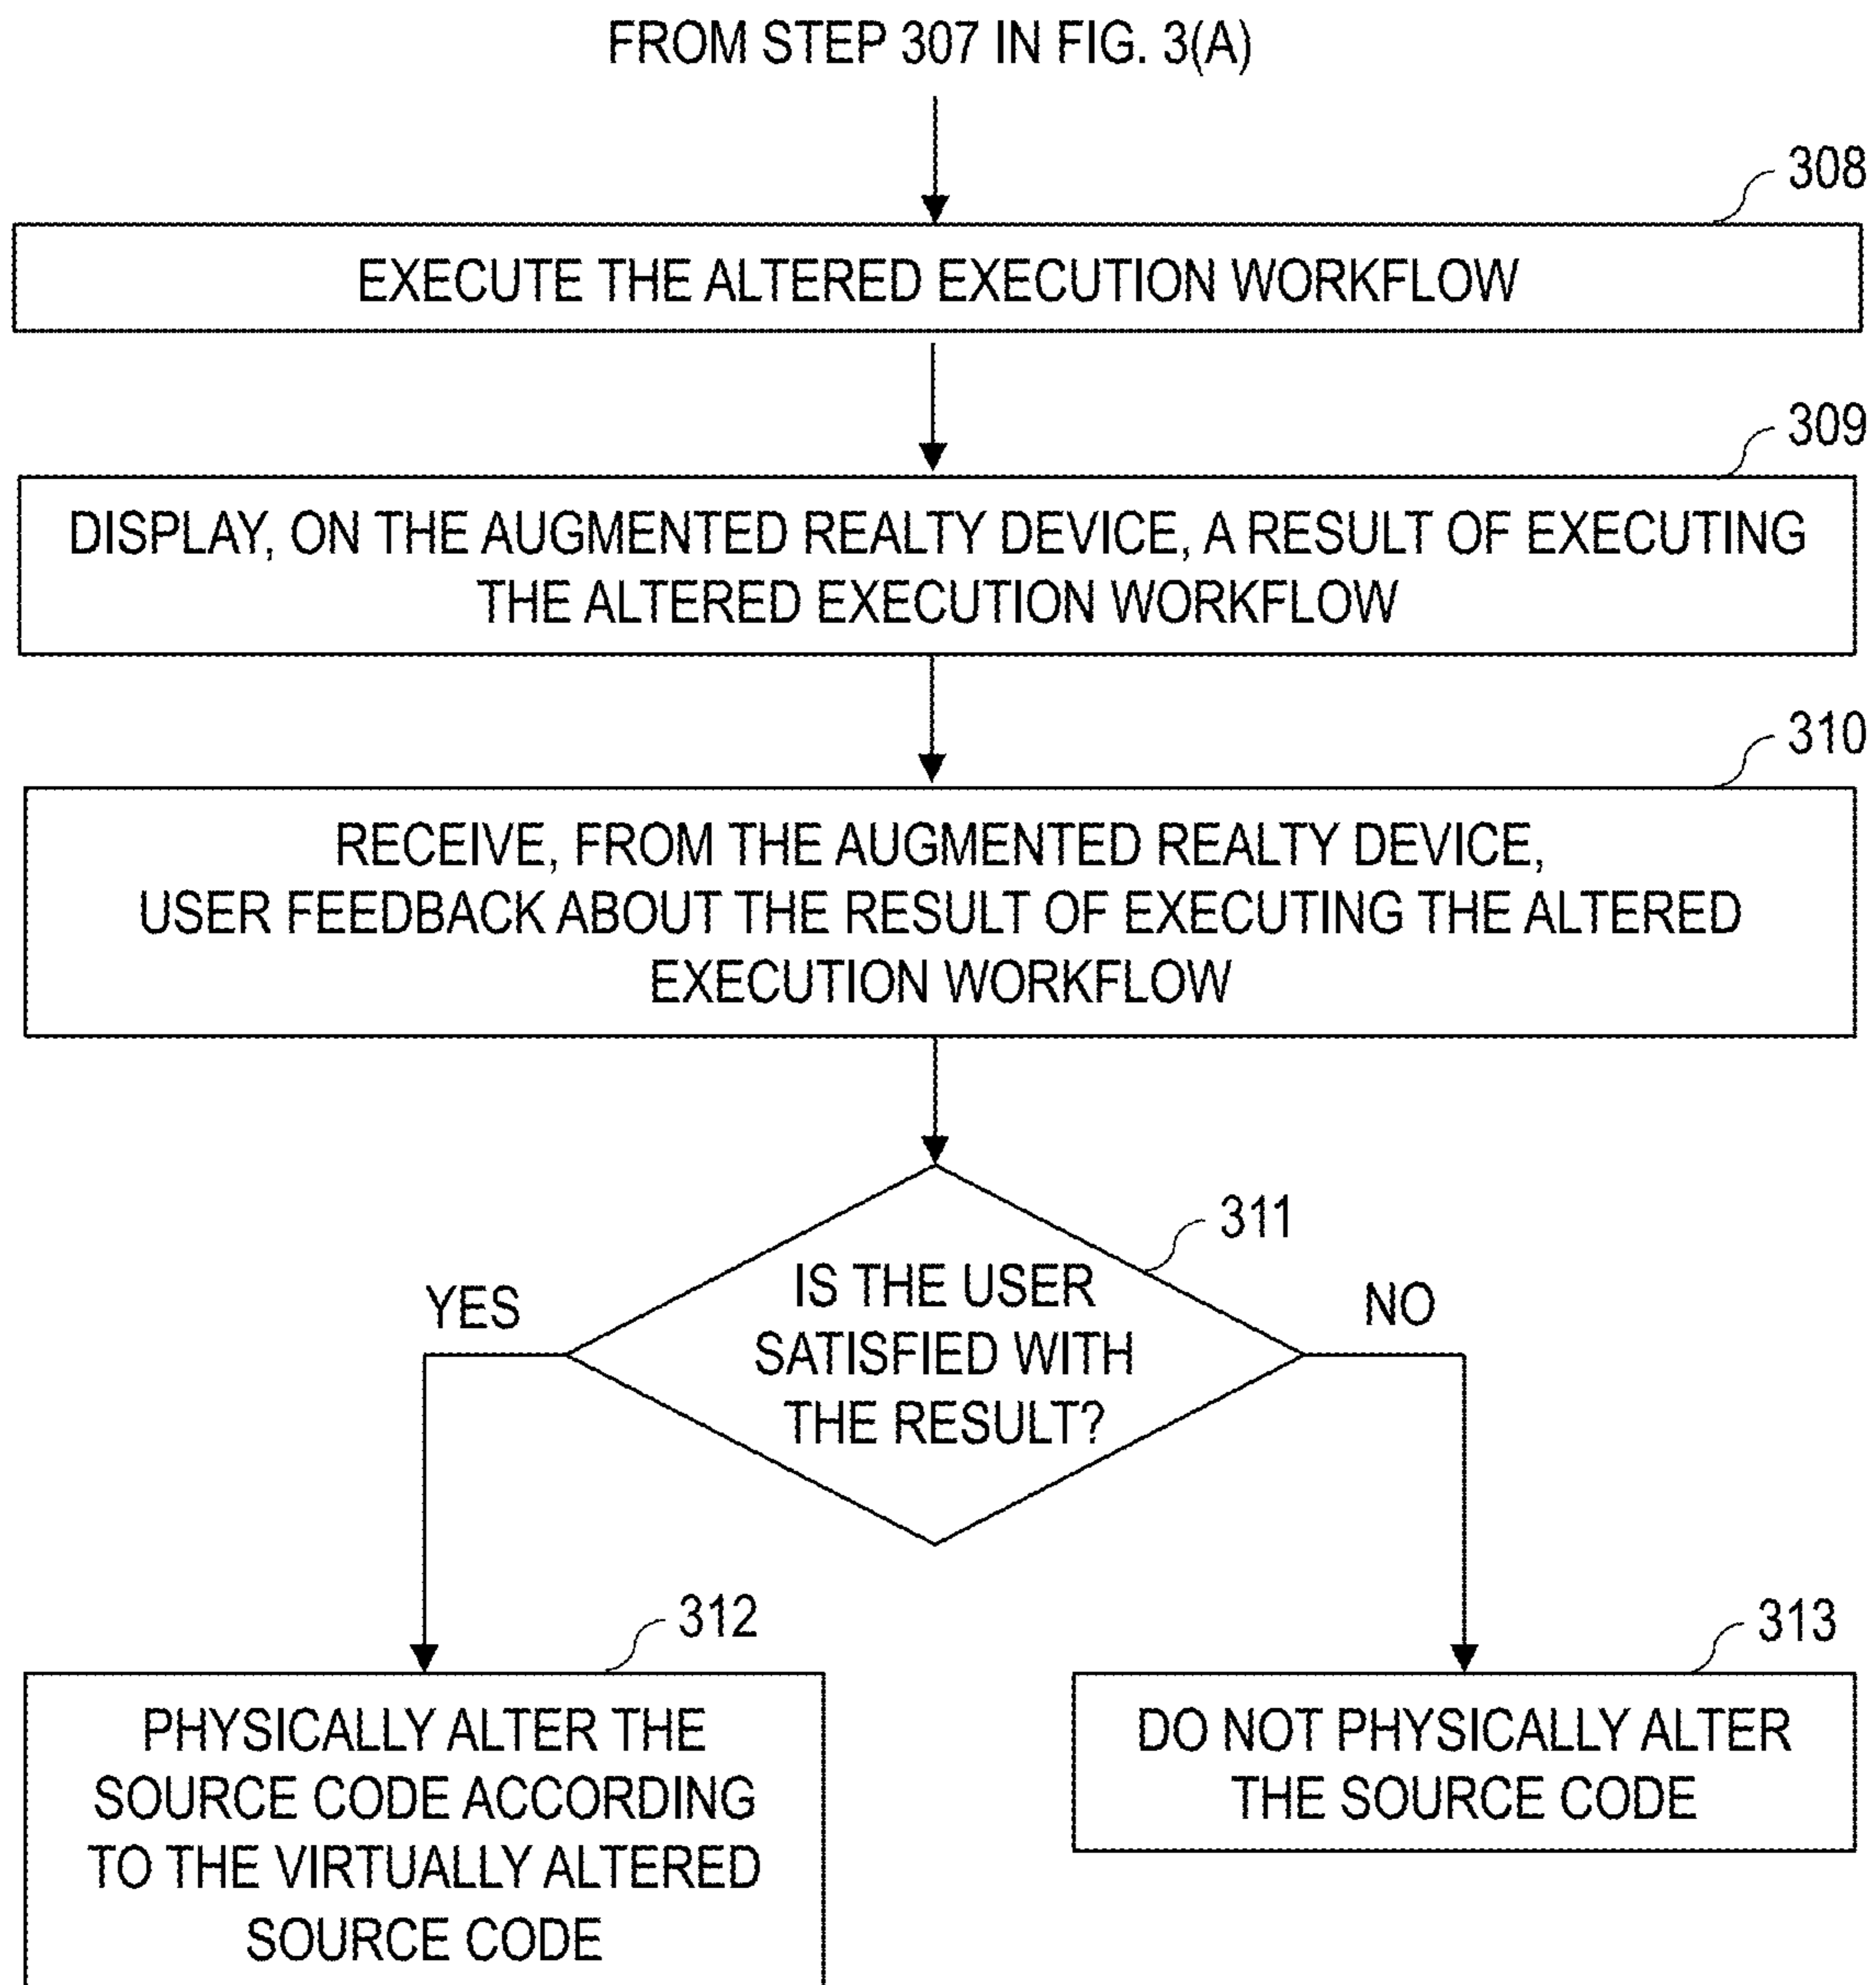 FROM STEP 307 IN FIG. 3(A)
308
EXECUTE THE ALTERED EXECUTION WORKFLOW
309
DISPLAY, ON THE AUGMENTED REALTY DEVICE, A RESULT OF EXECUTING
THE ALTERED EXECUTION WORKFLOW
310
RECEIVE, FROM THE AUGMENTED REALTY DEVICE,
USER FEEDBACK ABOUT THE RESULT OF EXECUTING THE ALTERED
EXECUTION WORKFLOW
311
IS THE USER
SATISFIED WITH
THE RESULT?
YES
NO
312
PHYSICALLY ALTER THE
SOURCE CODE ACCORDING
TO THE VIRTUALLY ALTERED
SOURCE CODE
313
DO NOT PHYSICALLY ALTER
THE SOURCE CODE